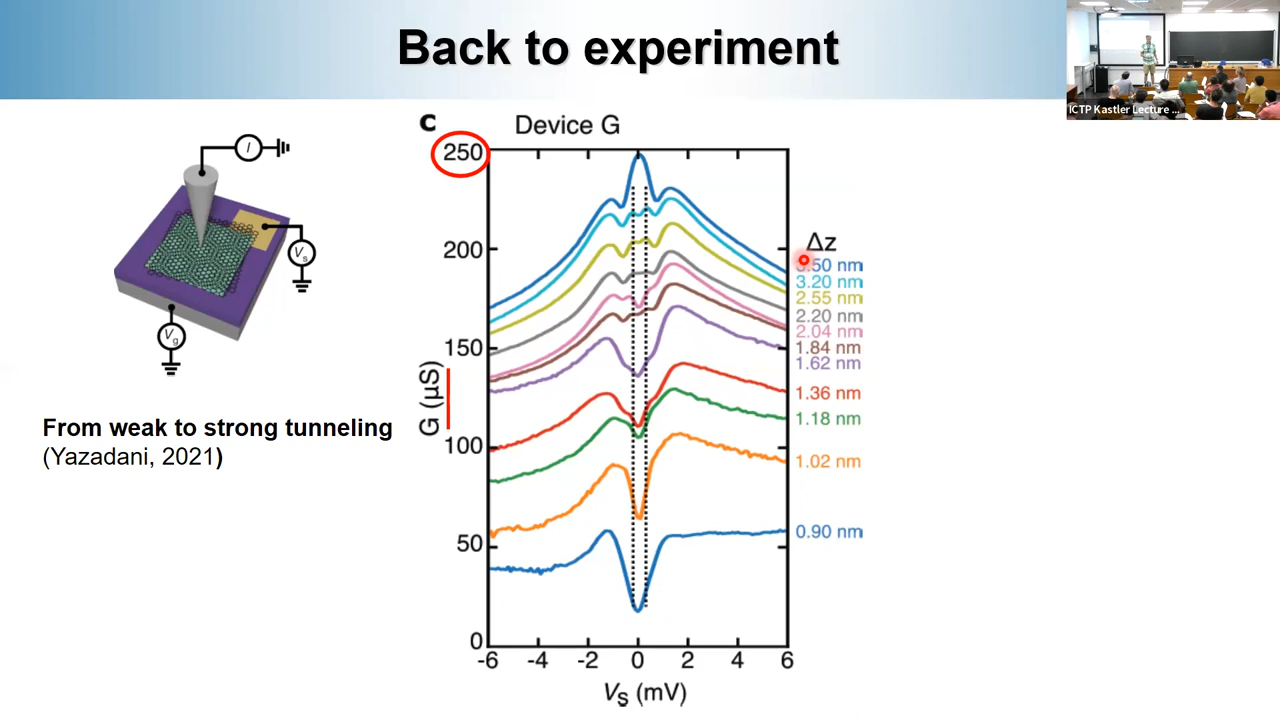 Back to experiment
ICTP Kastler Lecture ...
I
Vs
Vg
From weak to strong tunneling
(Yazadani, 2021)
c Device G
250
200
150
100
50
0
G (µS)
-6 -4 -2 0 2 4 6
Vs (mV)
Δz
3.50 nm
3.20 nm
2.55 nm
2.20 nm
2.04 nm
1.84 nm
1.62 nm
1.36 nm
1.18 nm
1.02 nm
0.90 nm